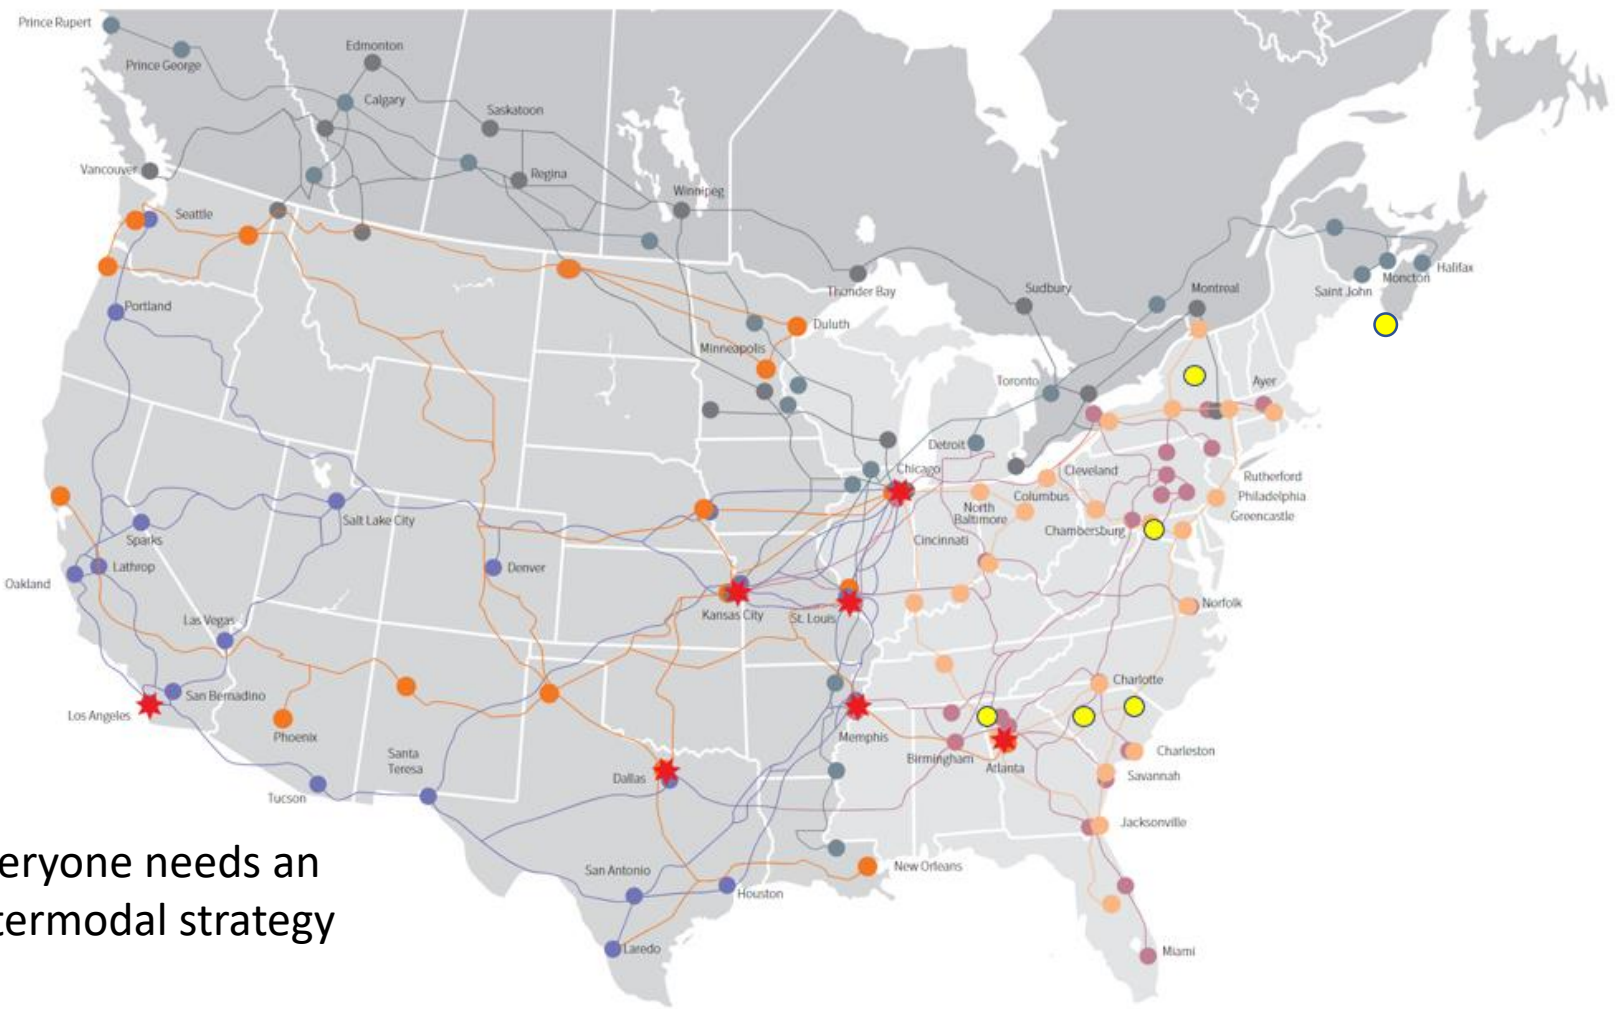 Prince Rupert
Prince George
Edmonton
Calgary
Saskatoon
Vancouver
Regina
Winnipeg
Seattle
Portland
Thunder Bay
Duluth
Minneapolis
Sudbury
Montreal
Saint John
Moncton
Halifax
Toronto
Ayer
Detroit
Chicago
Cleveland
Columbus
North
Baltimore
Rutherford
Philadelphia
Greencastle
Chambersburg
Cincinnati
Salt Lake City
Sparks
Lathrop
Oakland
Denver
Las Vegas
Kansas City
St. Louis
Norfolk
San Bernadino
Los Angeles
Phoenix
Charlotte
Memphis
Birmingham
Atlanta
Charleston
Savannah
Santa
Teresa
Dallas
Tucson
Jacksonville
San Antonio
Houston
New Orleans
Laredo
Miami
eryone needs an
termodal strategy